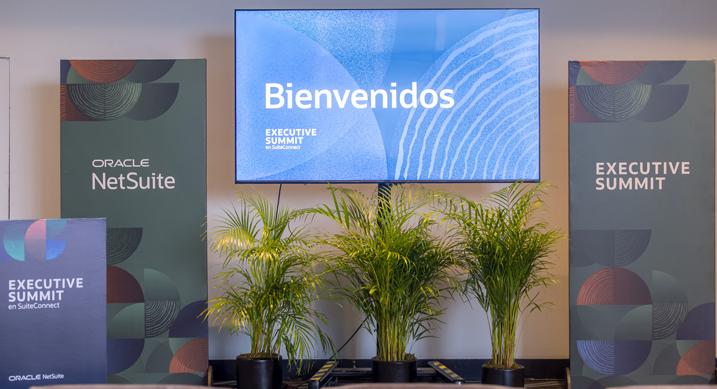 Bienvenidos
EXECUTIVE
SUMMIT
en SuiteConnect
ORACLE
NetSuite
EXECUTIVE
SUMMIT
EXECUTIVE
SUMMIT
en SuiteConnect
ORACLE NetSuite